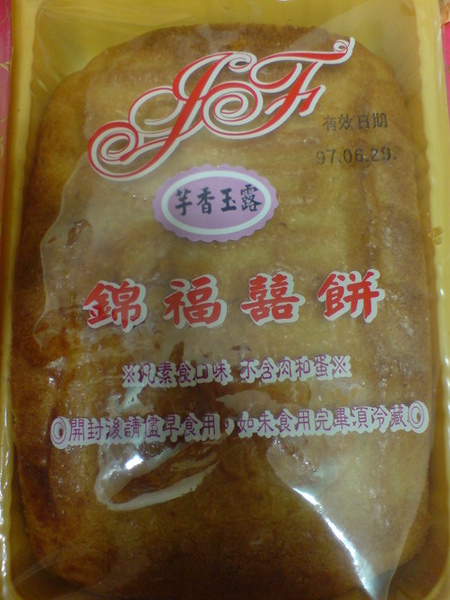 JF
有效日期
97.06.29.
芋香玉露
錦福囍餅
※凡素食口味 不含肉和蛋※
開封後請儘早食用，如未食用完畢須冷藏